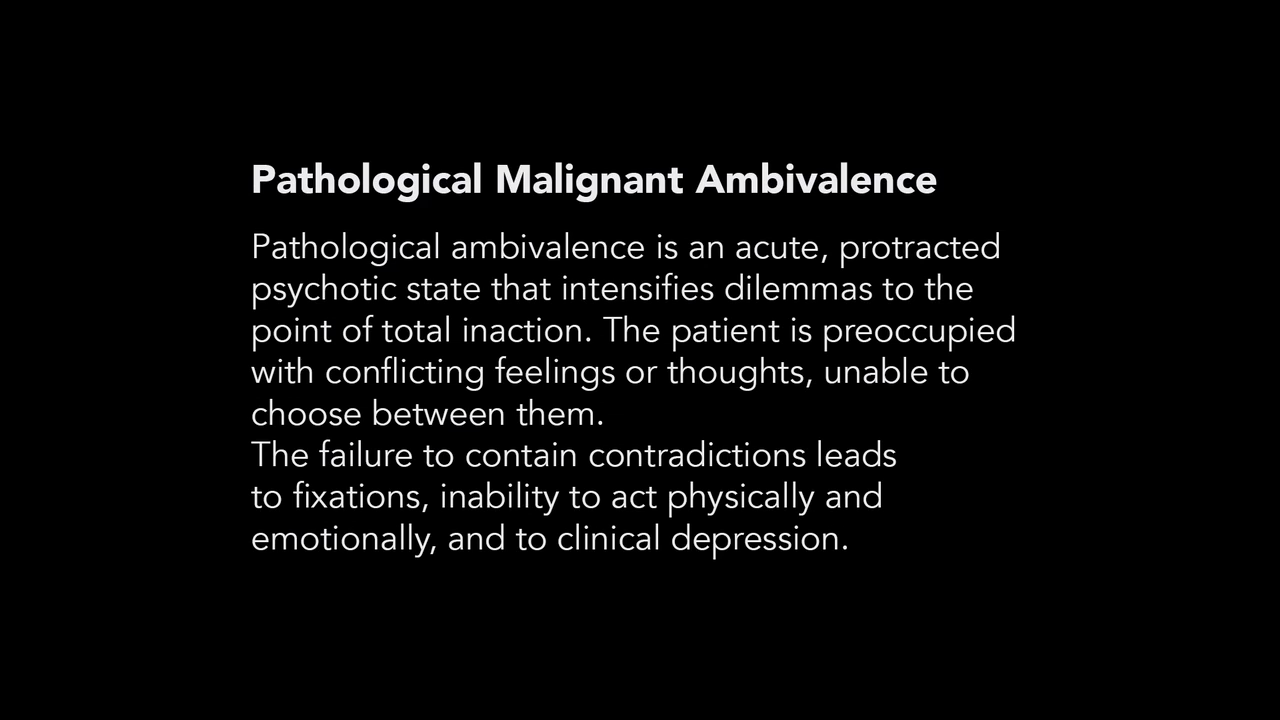 Pathological Malignant Ambivalence
Pathological ambivalence is an acute, protracted
psychotic state that intensifies dilemmas to the
point of total inaction. The patient is preoccupied
with conflicting feelings or thoughts, unable to
choose between them.
The failure to contain contradictions leads
to fixations, inability to act physically and
emotionally, and to clinical depression.